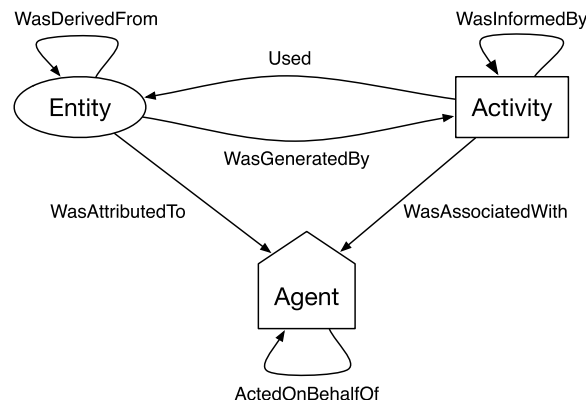 WasDerivedFrom
WasInformedBy
Used
Entity
Activity
WasGeneratedBy
WasAttributedTo
WasAssociatedWith
Agent
ActedOnBehalfOf